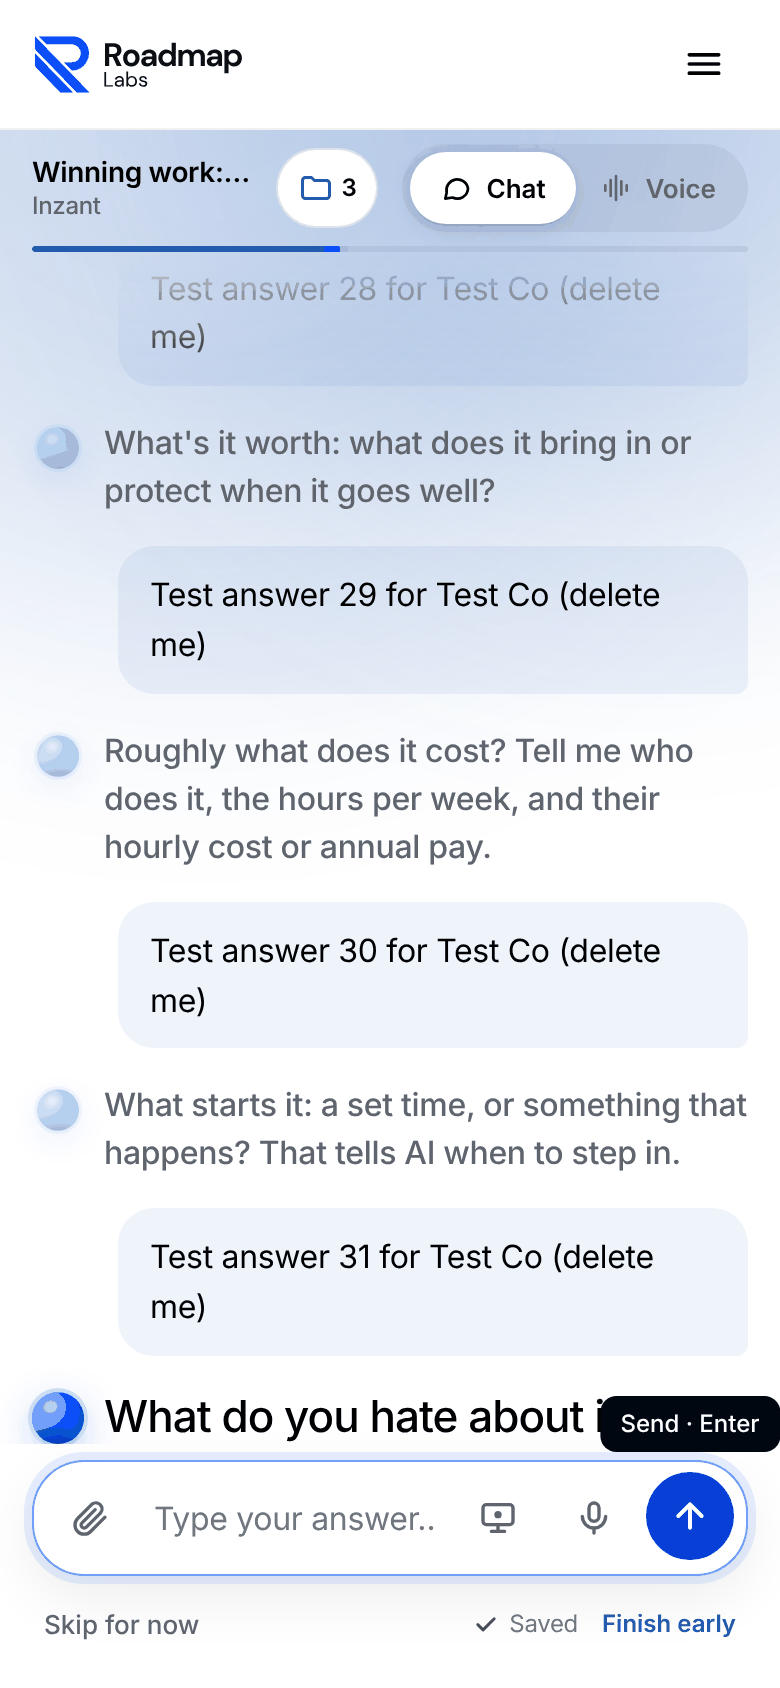 Roadmap
Labs
Winning work:...
Inzant
3
Chat
Voice
Test answer 28 for Test Co (delete
me)
What's it worth: what does it bring in or
protect when it goes well?
Test answer 29 for Test Co (delete
me)
Roughly what does it cost? Tell me who
does it, the hours per week, and their
hourly cost or annual pay.
Test answer 30 for Test Co (delete
me)
What starts it: a set time, or something that
happens? That tells AI when to step in.
Test answer 31 for Test Co (delete
me)
What do you hate about
Send · Enter
Type your answer..
Skip for now
Saved
Finish early